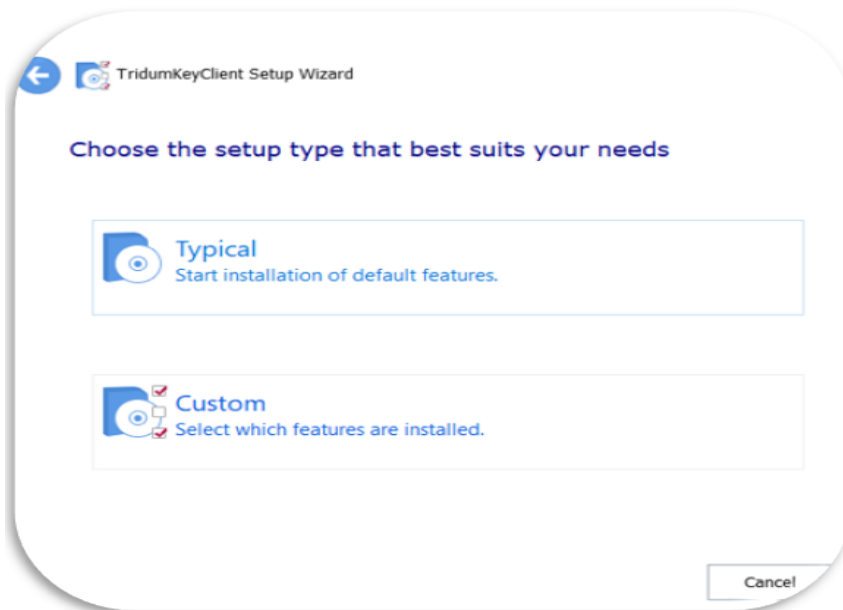 TridumKeyClient Setup Wizard
Choose the setup type that best suits your needs
Typical
Start installation of default features.
Custom
Select which features are installed.
Cancel